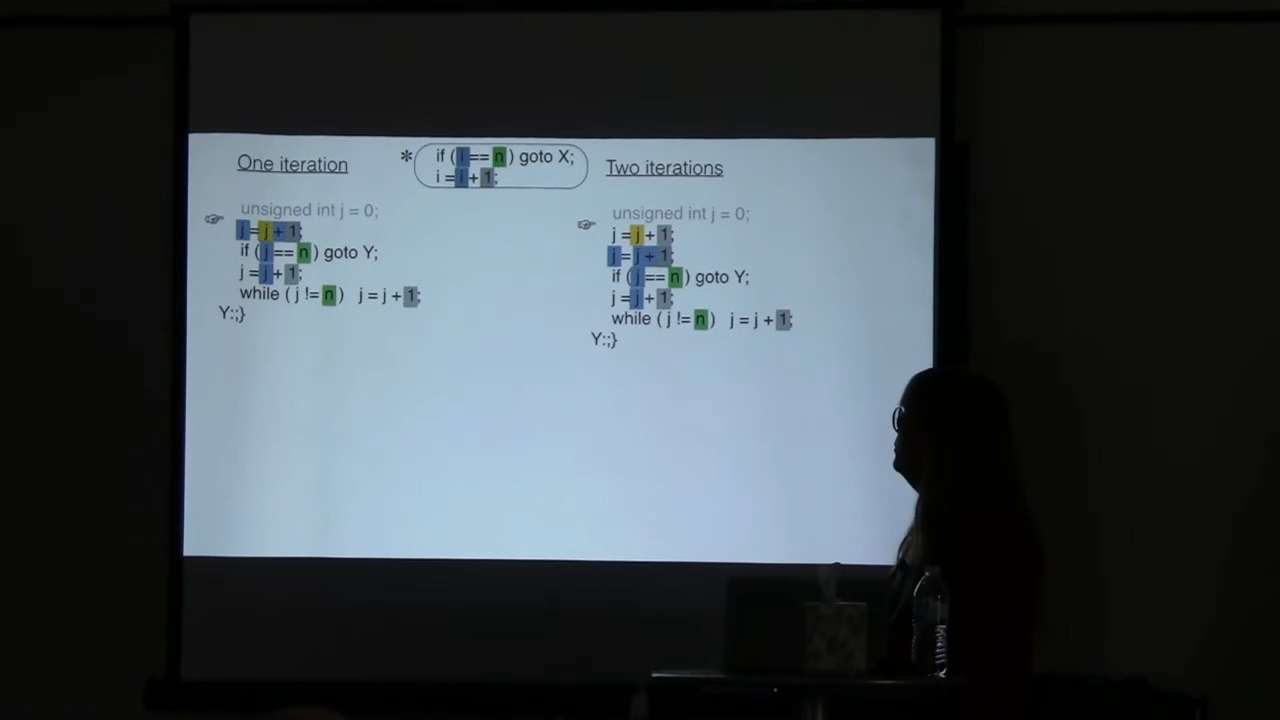 One iteration
* if ( i == n ) goto X;
i = i + 1;
Two iterations
unsigned int j = 0;
j = j + 1;
if ( j == n ) goto Y;
j = j + 1;
while ( j != n ) j = j + 1;
Y:;}
unsigned int j = 0;
j = j + 1;
j = j + 1;
if ( j == n ) goto Y;
j = j + 1;
while ( j != n ) j = j + 1;
Y:;}